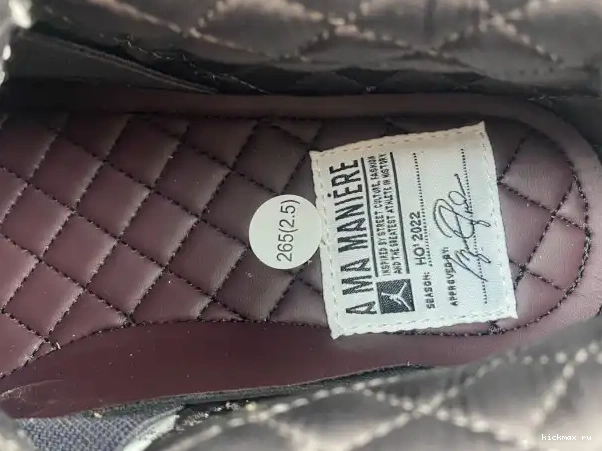 265(2.5)
A MA MANIÉRE
INSPIRED BY STREET CULTURE, FASHION
AND THE GREATEST ATHLETE IN HISTORY
SEASON: HO' 2022
APPROVED BY:
kickmax.ru